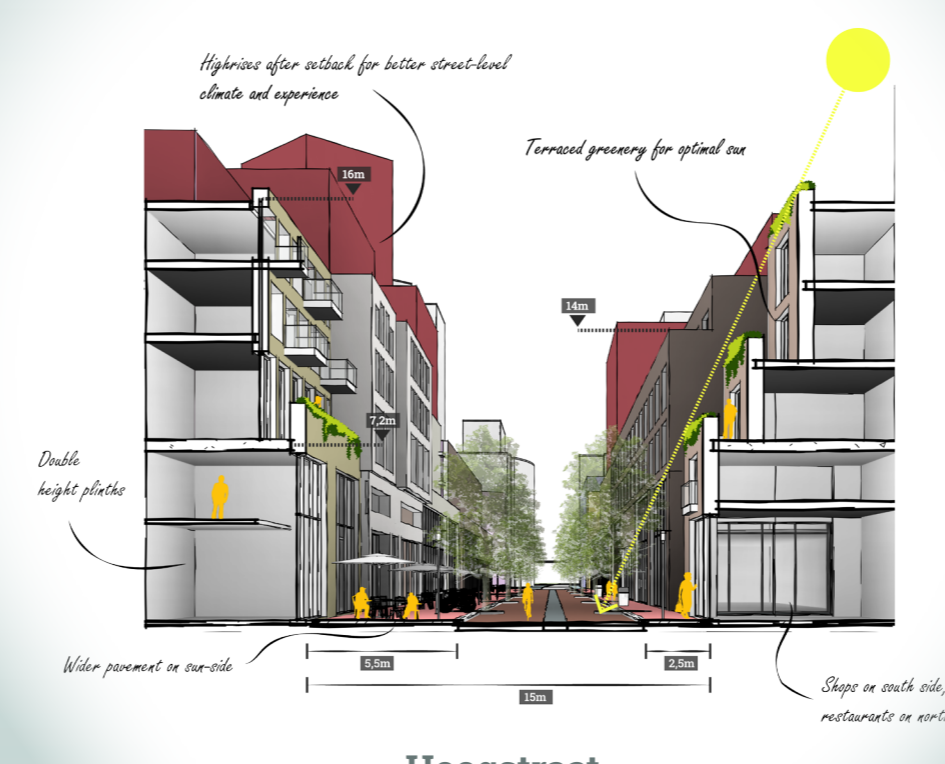 Highrises after setback for better street-level
climate and experience
Terraced greenery for optimal sun
16m
14m
7,2m
Double
height plinths
Wider pavement on sun-side
5,5m
2,5m
15m
Shops on south side,
restaurants on
Hoogstraat